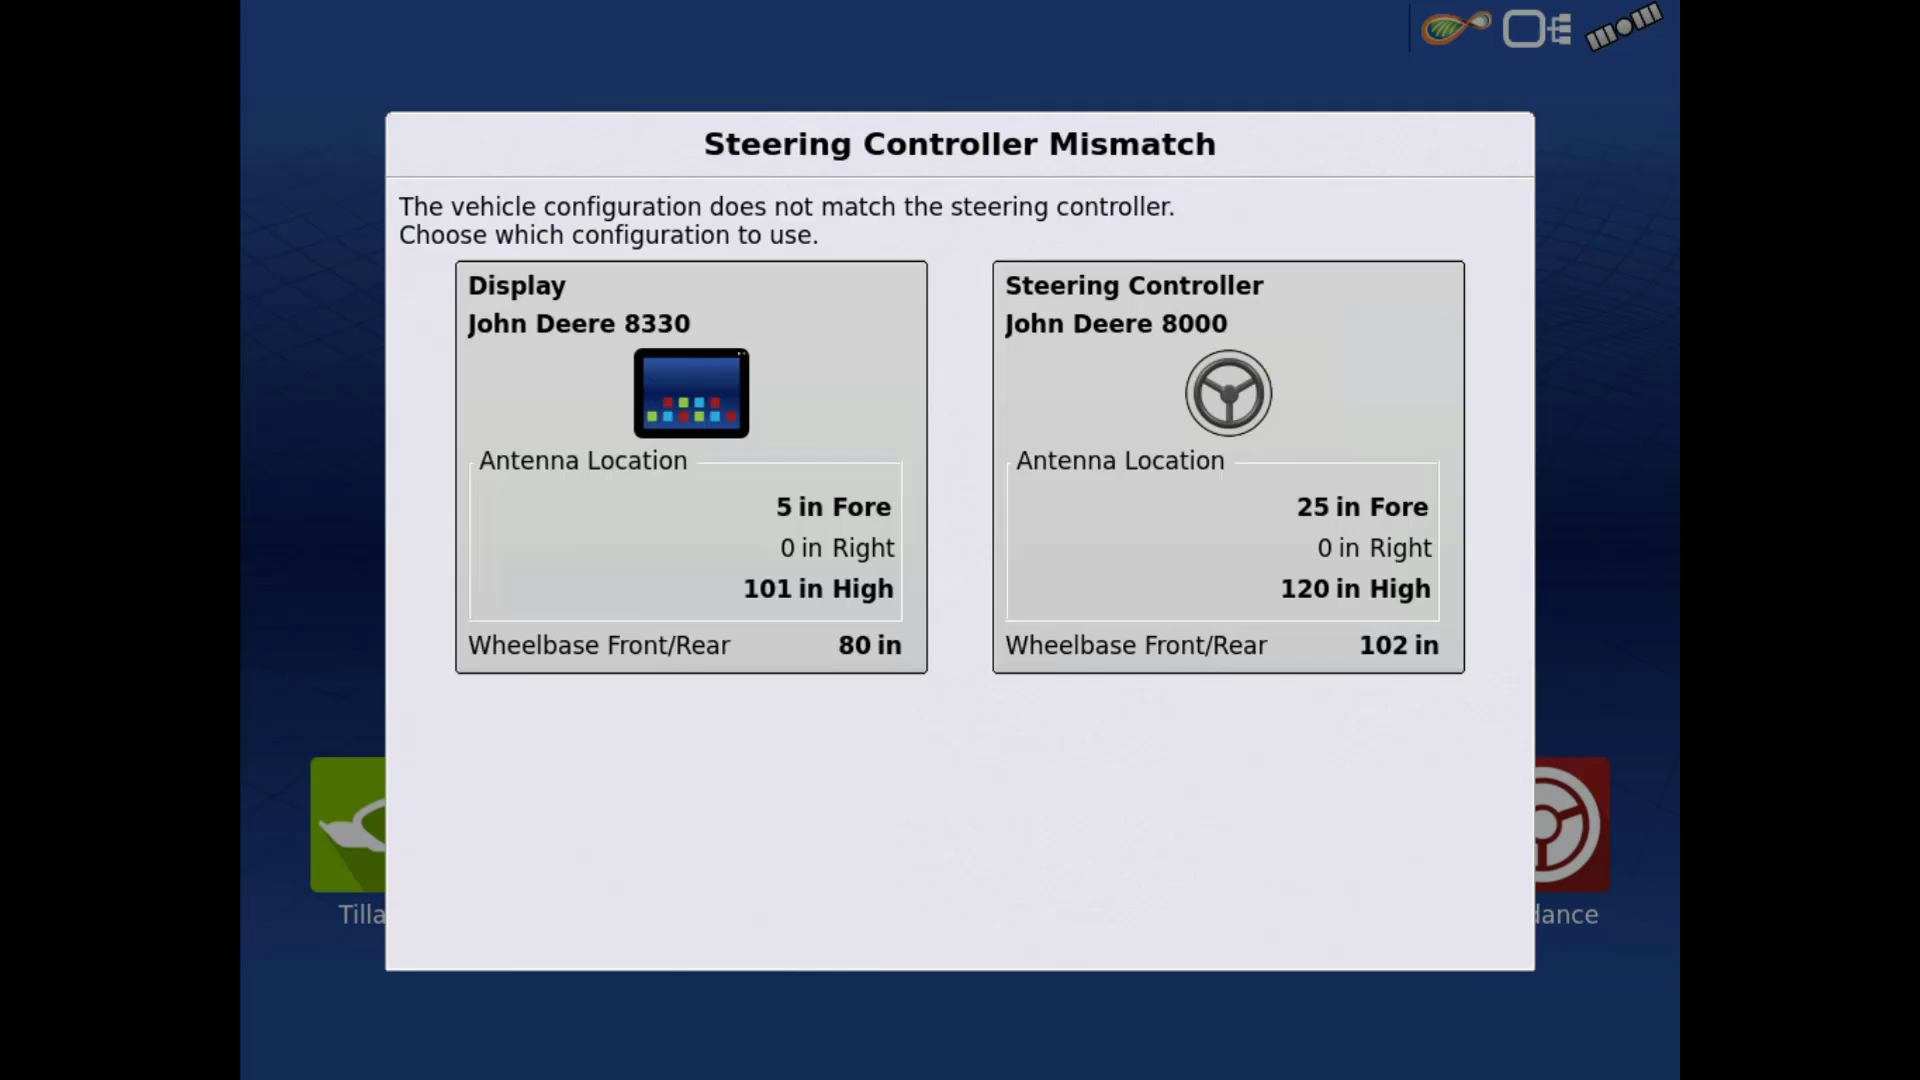 Steering Controller Mismatch
The vehicle configuration does not match the steering controller.
Choose which configuration to use.
Display
John Deere 8330
Antenna Location
5 in Fore
0 in Right
101 in High
Wheelbase Front/Rear 80 in
Steering Controller
John Deere 8000
Antenna Location
25 in Fore
0 in Right
120 in High
Wheelbase Front/Rear 102 in
Tilla
dance